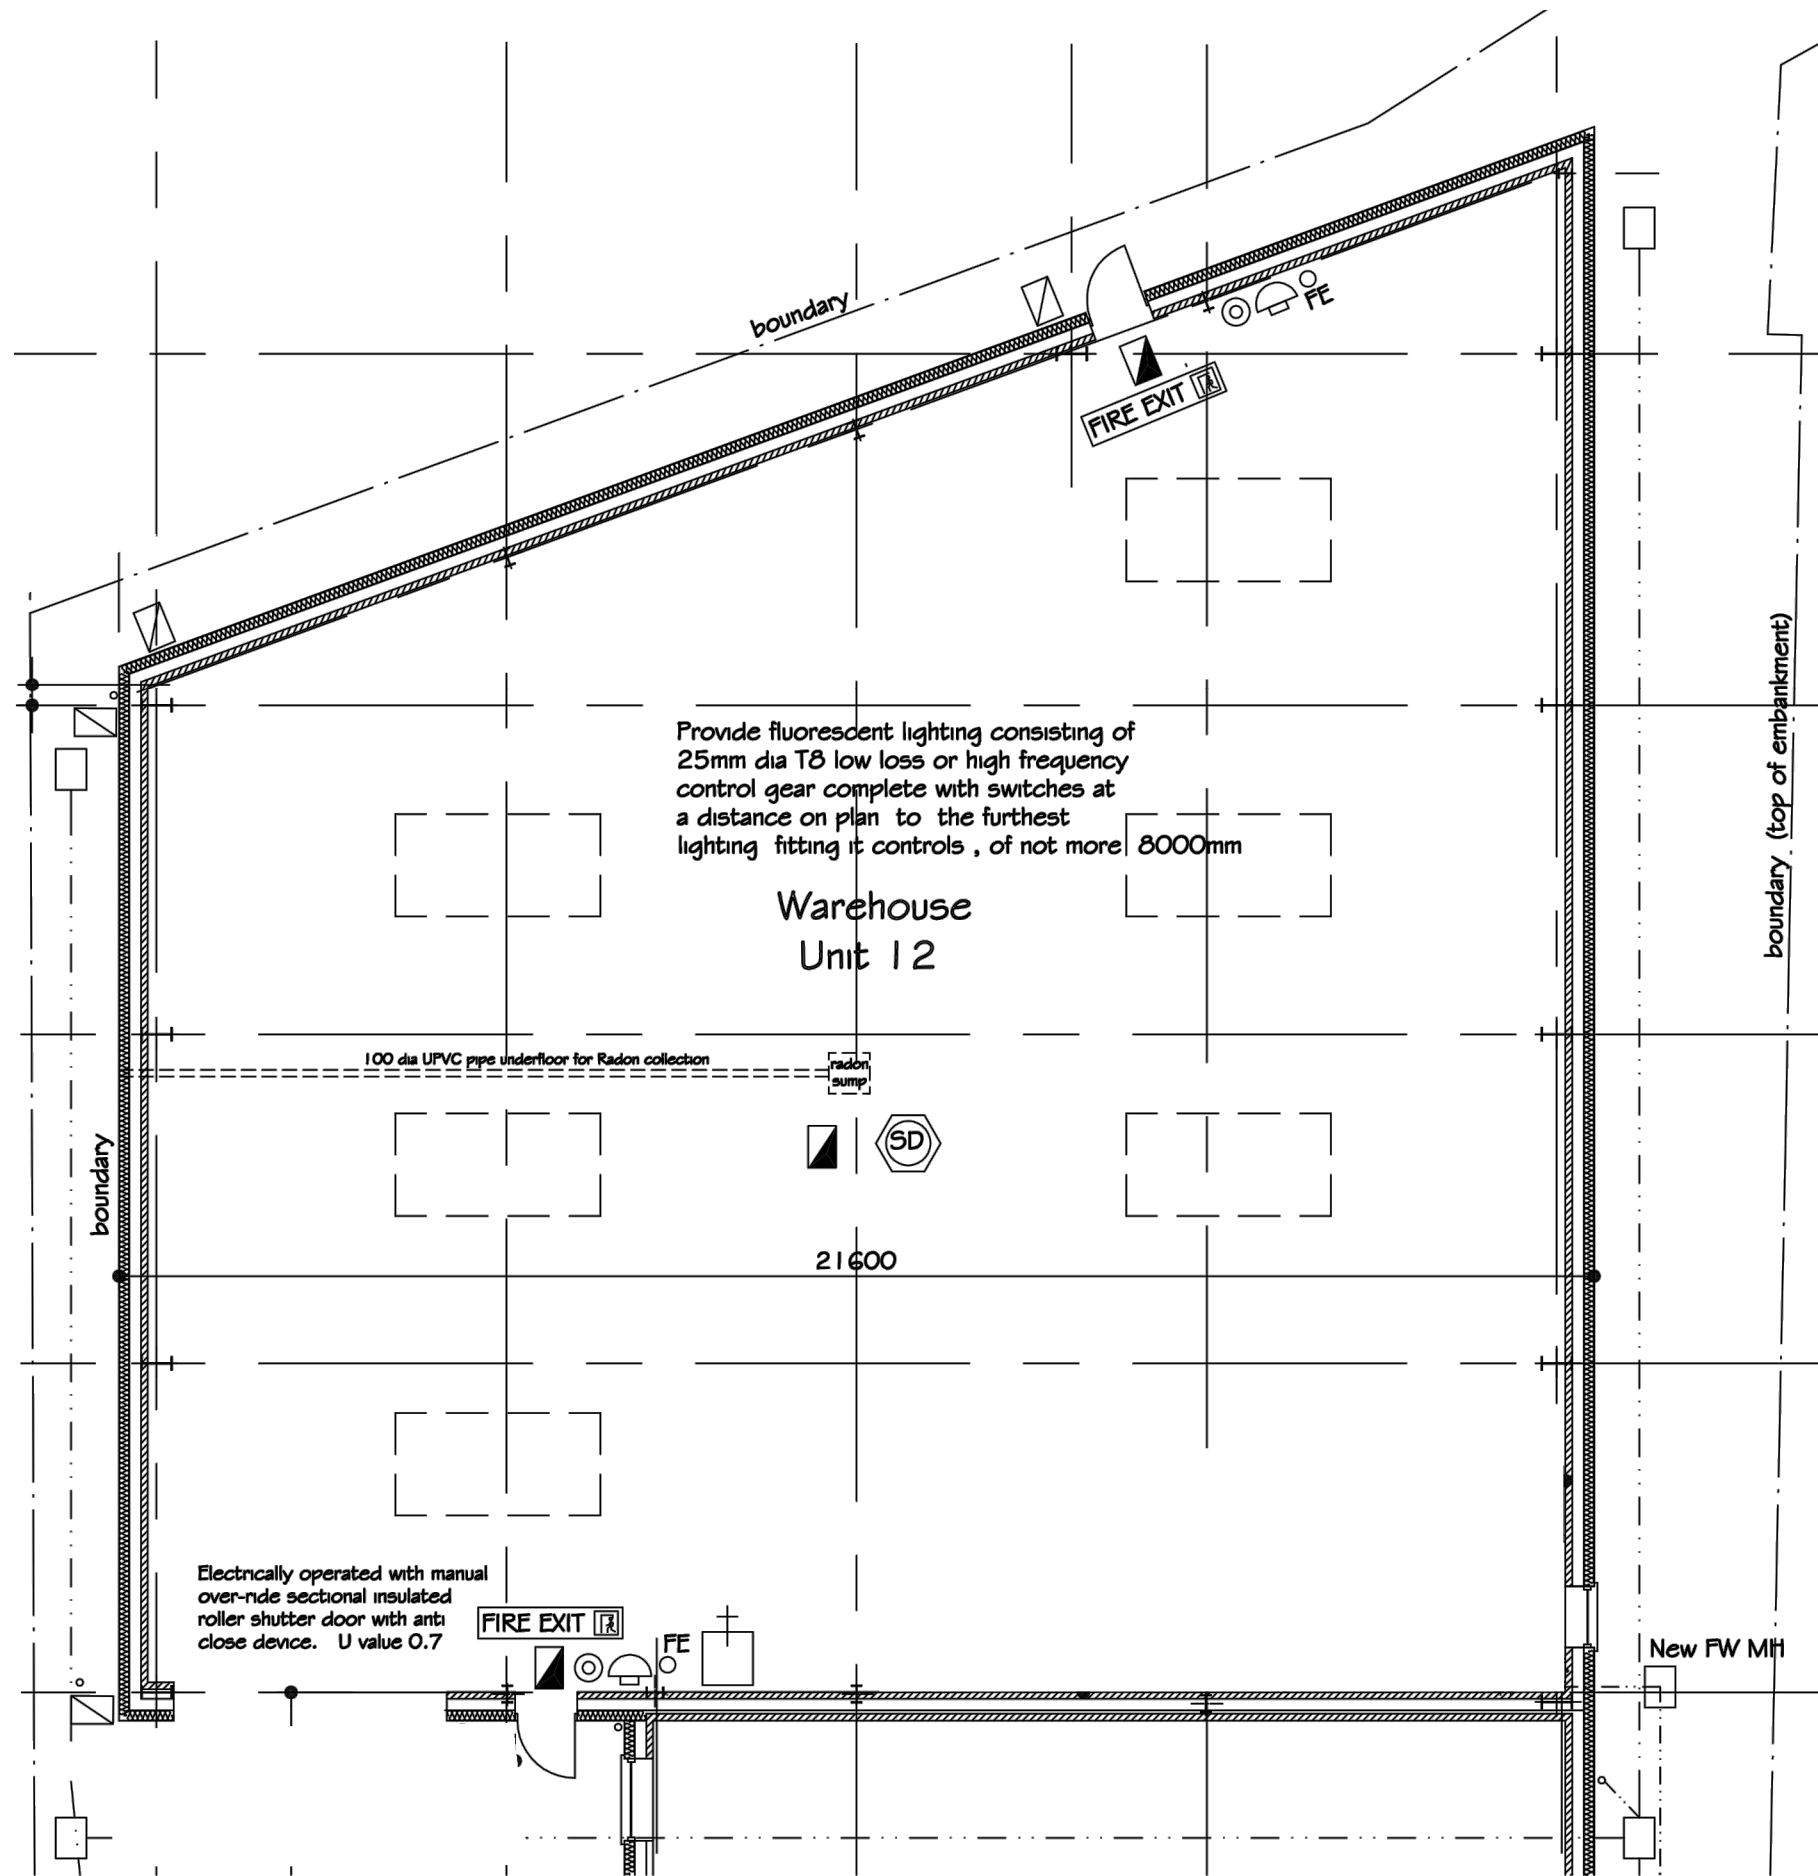 boundary
FE
FIRE EXIT
Provide fluorescent lighting consisting of
25mm dia T8 low loss or high frequency
control gear complete with switches at
a distance on plan to the furthest
lighting fitting it controls , of not more 8000mm
Warehouse
Unit 12
boundary (top of embankment)
100 dia UPVC pipe underfloor for Radon collection
radon
sump
SD
boundary
21600
Electrically operated with manual
over-ride sectional insulated
roller shutter door with anti
close device. U value 0.7
FIRE EXIT
FE
New FW MH